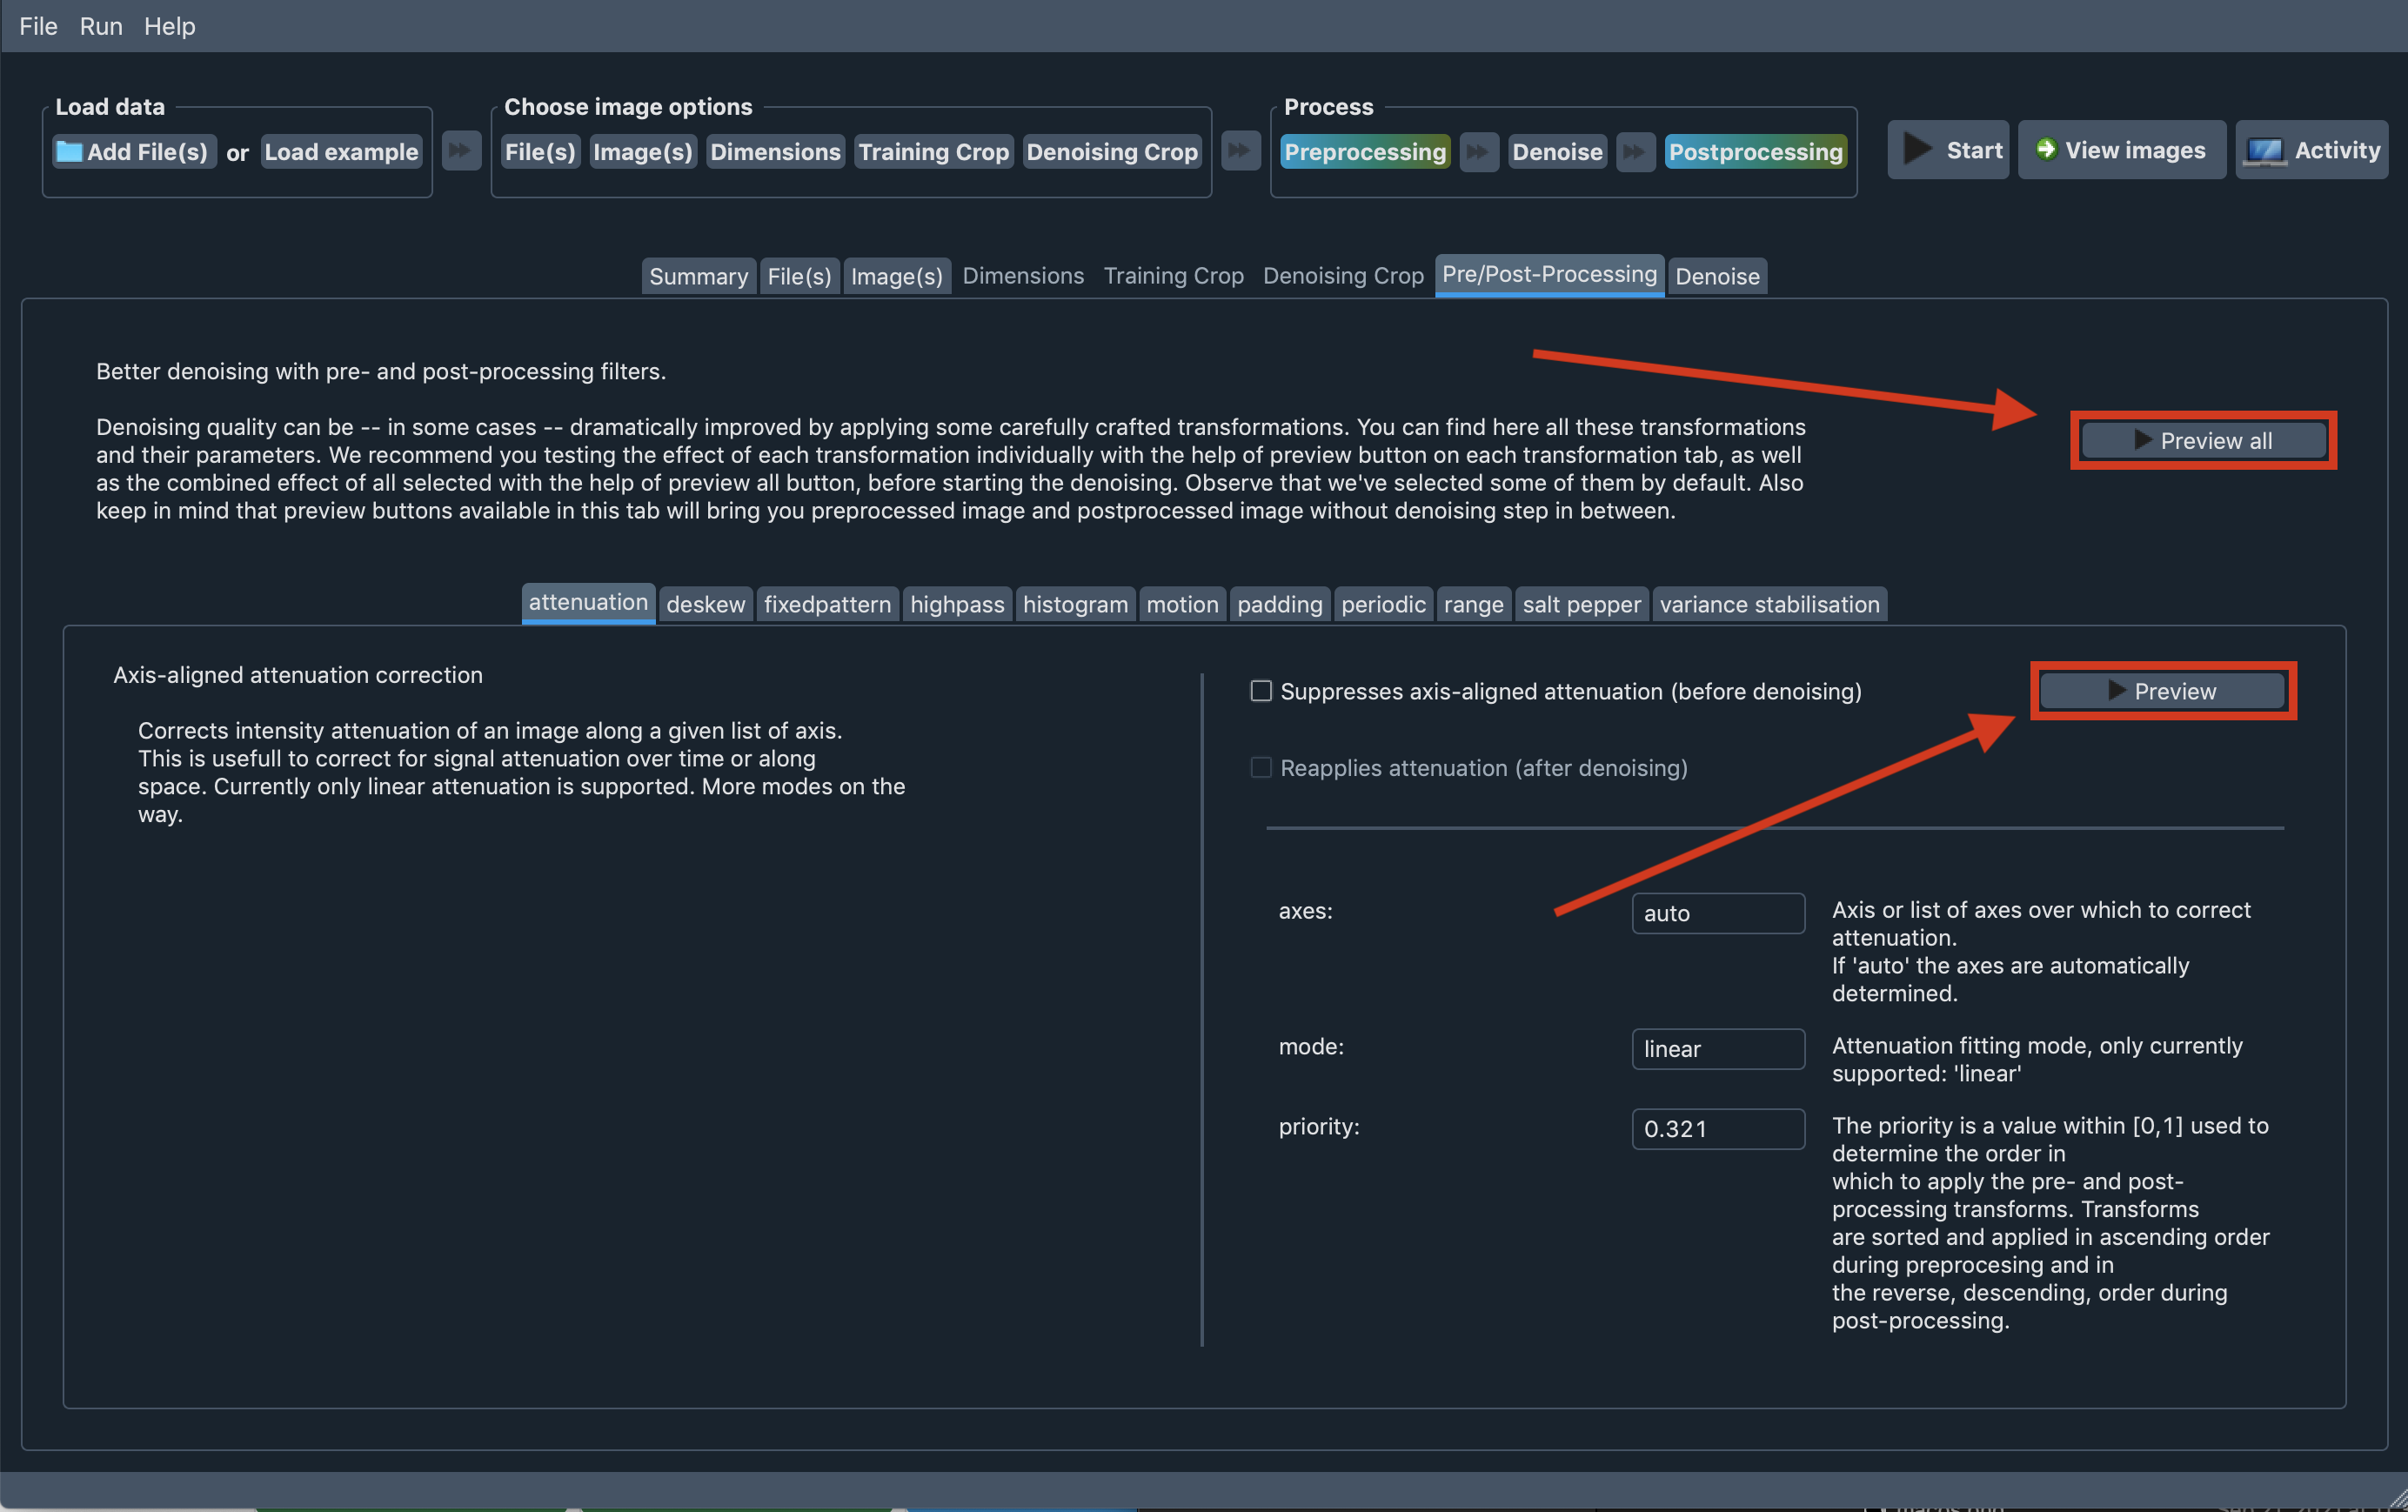 File Run Help
Load data
Add File(s) or Load example
Choose image options
File(s) Image(s) Dimensions Training Crop Denoising Crop
Process
Preprocessing Denoise Postprocessing
Start View images Activity
Summary File(s) Image(s) Dimensions Training Crop Denoising Crop Pre/Post-Processing Denoise
Better denoising with pre- and post-processing filters.
Denoising quality can be -- in some cases -- dramatically improved by applying some carefully crafted transformations. You can find here all these transformations
and their parameters. We recommend you testing the effect of each transformation individually with the help of preview button on each transformation tab, as well
as the combined effect of all selected with the help of preview all button, before starting the denoising. Observe that we've selected some of them by default. Also
keep in mind that preview buttons available in this tab will bring you preprocessed image and postprocessed image without denoising step in between.
Preview all
attenuation deskew fixedpattern highpass histogram motion padding periodic range salt pepper variance stabilisation
Axis-aligned attenuation correction
Corrects intensity attenuation of an image along a given list of axis.
This is usefull to correct for signal attenuation over time or along
space. Currently only linear attenuation is supported. More modes on the
way.
Suppresses axis-aligned attenuation (before denoising)
Preview
Reapplies attenuation (after denoising)
axes:
auto
Axis or list of axes over which to correct
attenuation.
If 'auto' the axes are automatically
determined.
mode:
linear
Attenuation fitting mode, only currently
supported: 'linear'
priority:
0.321
The priority is a value within [0,1] used to
determine the order in
which to apply the pre- and post-
processing transforms. Transforms
are sorted and applied in ascending order
during preprocesing and in
the reverse, descending, order during
post-processing.